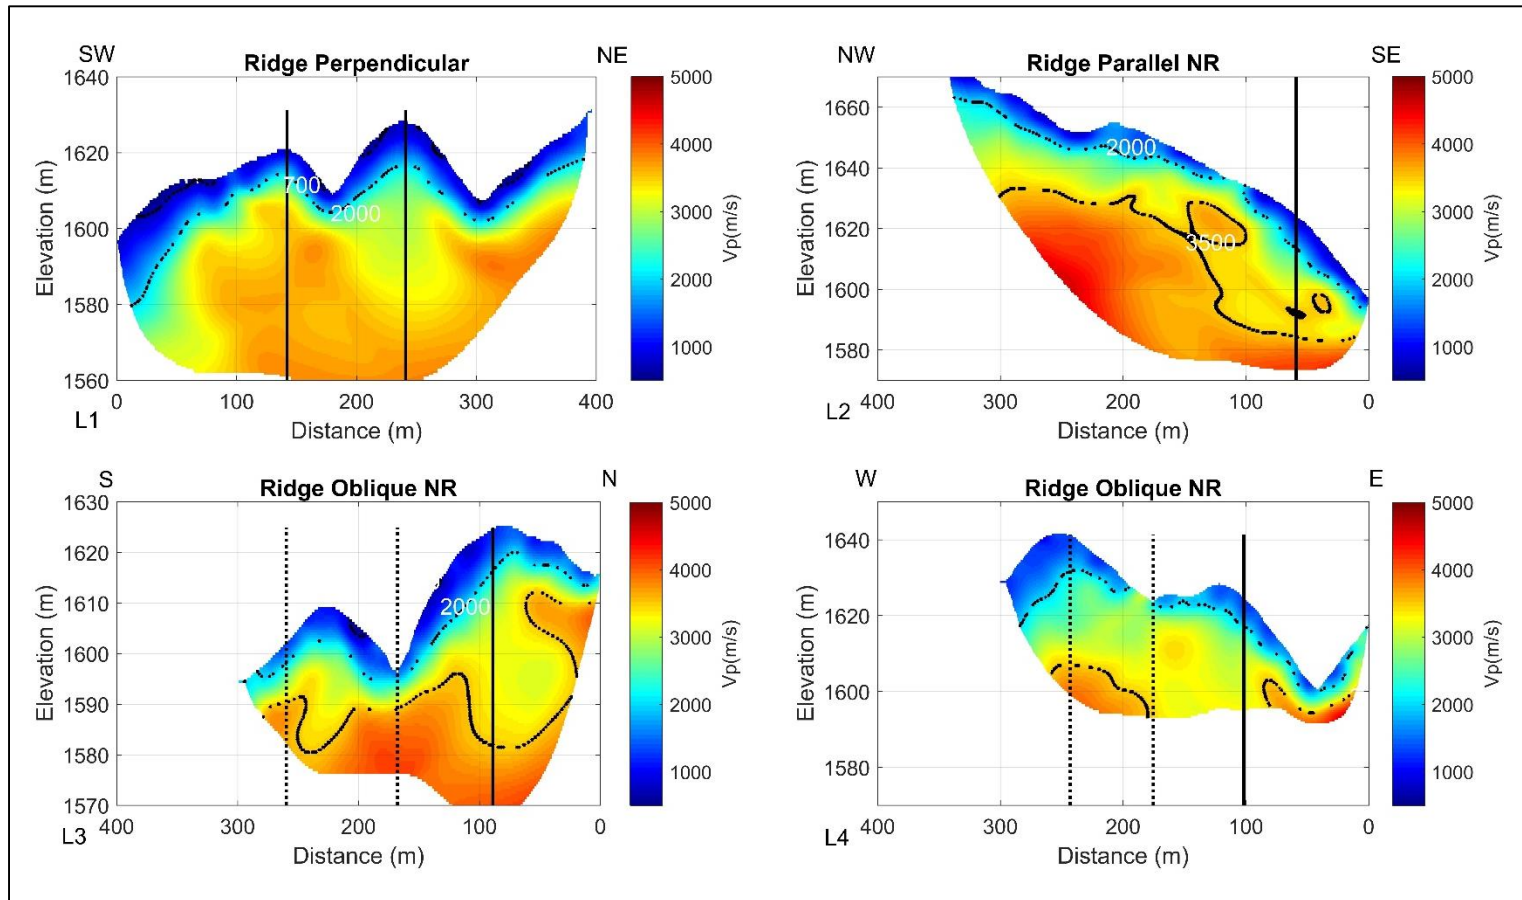 SW Ridge Perpendicular NE
1640
1620
1600
1580
1560
0 100 200 300 400
Elevation (m)
Distance (m)
L1
700
2000
5000
4000
3000
2000
1000
Vp(m/s)
NW Ridge Parallel NR SE
1660
1640
1620
1600
1580
400 300 200 100 0
Elevation (m)
Distance (m)
L2
2000
3500
5000
4000
3000
2000
1000
Vp(m/s)
S Ridge Oblique NR N
1630
1620
1610
1600
1590
1580
1570
400 300 200 100 0
Elevation (m)
Distance (m)
L3
2000
5000
4000
3000
2000
1000
Vp(m/s)
W Ridge Oblique NR E
1640
1620
1600
1580
400 300 200 100 0
Elevation (m)
Distance (m)
L4
5000
4000
3000
2000
1000
Vp(m/s)